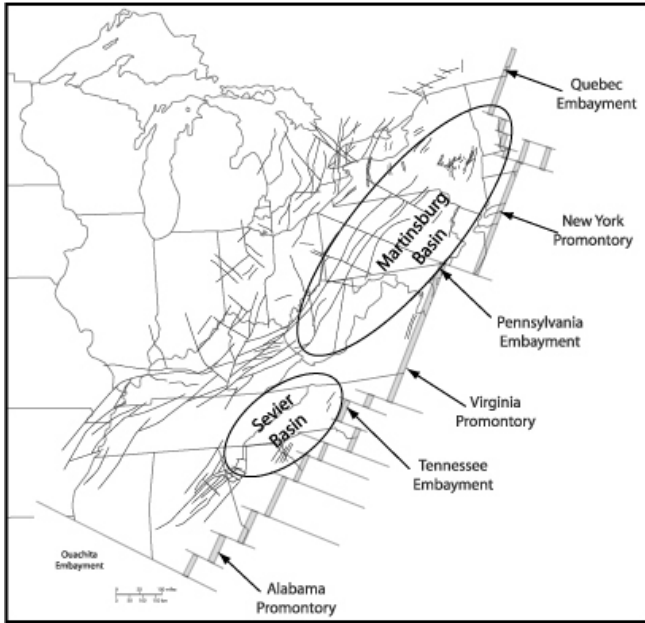 Quebec
Embayment
New York
Promontory
Martinsburg
Basin
Pennsylvania
Embayment
Virginia
Promontory
Sevier
Basin
Tennessee
Embayment
Ouachita
Embayment
Alabama
Promontory